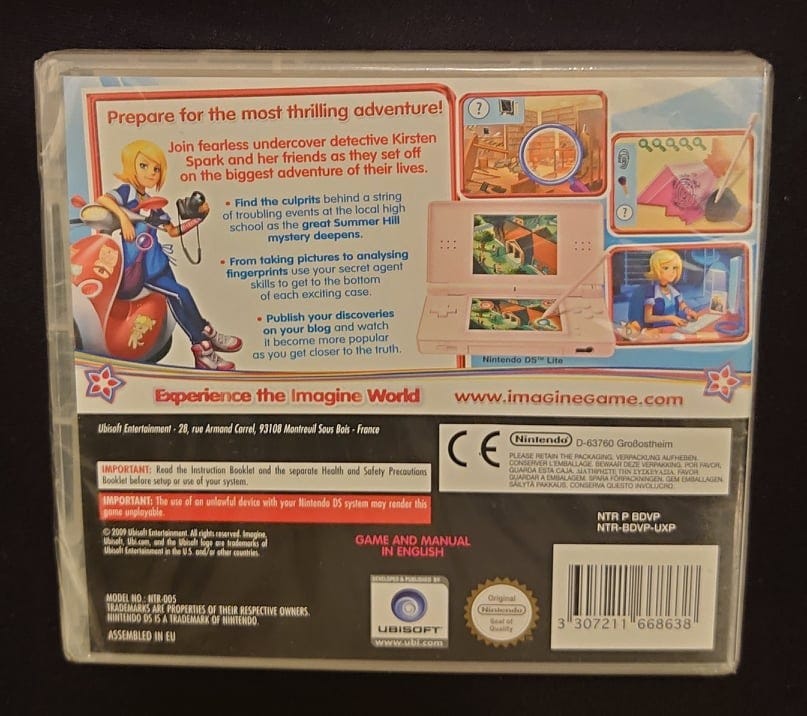 Prepare for the most thrilling adventure!
Join fearless undercover detective Kirsten
Spark and her friends as they set off
on the biggest adventure of their lives.
• Find the culprits behind a string
of troubling events at the local high
school as the great Summer Hill
mystery deepens.
• From taking pictures to analysing
fingerprints use your secret agent
skills to get to the bottom
of each exciting case.
• Publish your discoveries
on your blog and watch
it become more popular
as you get closer to the truth.
?
?
Nintendo DS™ Lite
Experience the Imagine World
www.imaginegame.com
Ubisoft Entertainment - 28, rue Armand Carrel, 93108 Montreuil Sous Bois - France
IMPORTANT: Read the Instruction Booklet and the separate Health and Safety Precautions
Booklet before setup or use of your system.
IMPORTANT: The use of an unlawful device with your Nintendo DS system may render this
game unplayable.
© 2009 Ubisoft Entertainment. All rights reserved. Imagine,
Ubisoft, Ubi.com, and the Ubisoft logo are trademarks of
Ubisoft Entertainment in the U.S. and/or other countries.
GAME AND MANUAL
IN ENGLISH
MODEL NO.: NTR-005
TRADEMARKS ARE PROPERTIES OF THEIR RESPECTIVE OWNERS.
NINTENDO DS IS A TRADEMARK OF NINTENDO.
ASSEMBLED IN EU
DEVELOPED & PUBLISHED BY
UBISOFT
www.ubi.com
Original
Nintendo
Seal of
Quality
CE
Nintendo D-63760 Großostheim
PLEASE RETAIN THE PACKAGING. VERPACKUNG AUFHEBEN.
CONSERVER L'EMBALLAGE. BEWAAR DEZE VERPAKKING. POR FAVOR,
GUARDA ESTA CAJA. ΔΙΑΤΗΡΗΣΤΕ ΤΗΝ ΣΥΣΚΕΥΑΣΙΑ. FAVOR
GUARDAR A EMBALAGEM. SPARA FÖRPACKNINGEN. GEM EMBALLAGEN.
SÄILYTÄ PAKKAUS. CONSERVA QUESTO INVOLUCRO.
NTR P BDVP
NTR-BDVP-UXP
3 307211 668638